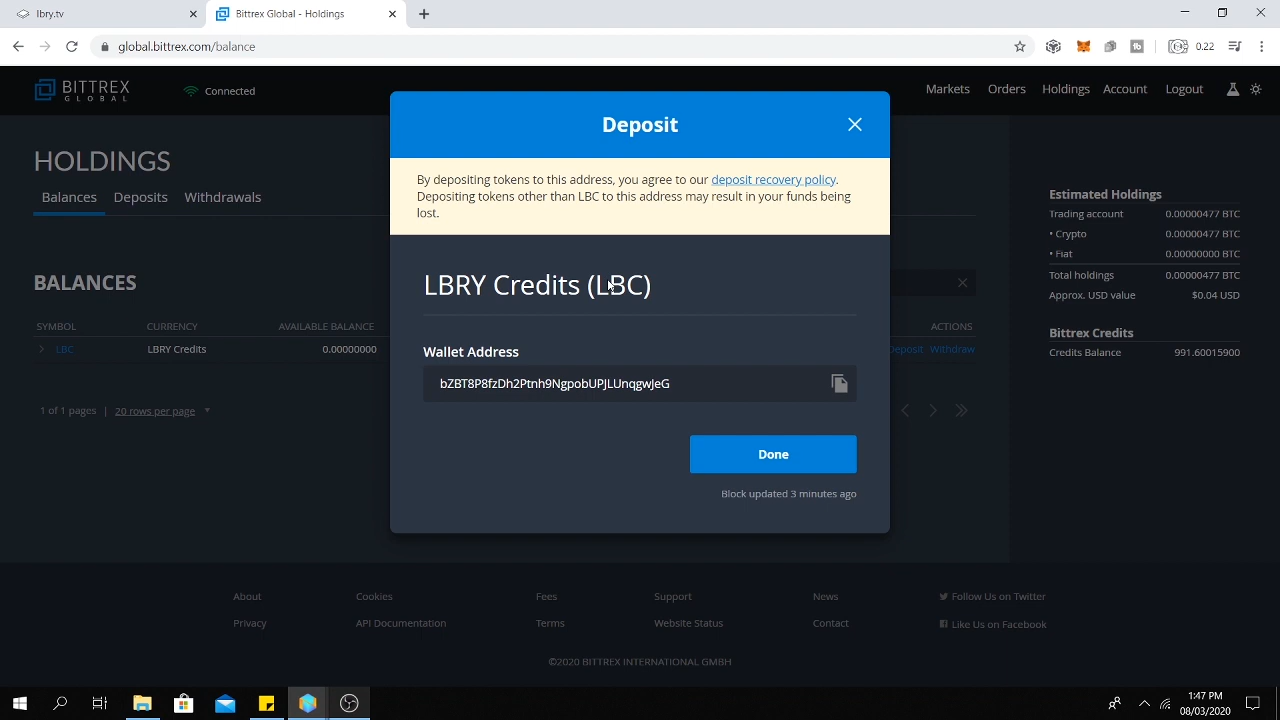 lbry.tv
Bittrex Global - Holdings
global.bittrex.com/balance
0.22
BITTREX
GLOBAL
Connected
Markets
Orders
Holdings
Account
Logout
Deposit
By depositing tokens to this address, you agree to our deposit recovery policy.
Depositing tokens other than LBC to this address may result in your funds being
lost.
HOLDINGS
Balances
Deposits
Withdrawals
BALANCES
SYMBOL
CURRENCY
AVAILABLE BALANCE
ACTIONS
LBC
LBRY Credits
0.00000000
Deposit
Withdraw
1 of 1 pages | 20 rows per page
LBRY Credits (LBC)
Wallet Address
bZBT8P8fzDh2Ptnh9NgpobUPJLUnqgwJeG
Done
Block updated 3 minutes ago
Estimated Holdings
Trading account 0.00000477 BTC
• Crypto 0.00000477 BTC
• Fiat 0.00000000 BTC
Total holdings 0.00000477 BTC
Approx. USD value $0.04 USD
Bittrex Credits
Credits Balance 991.60015900
About
Cookies
Fees
Support
News
Follow Us on Twitter
Privacy
API Documentation
Terms
Website Status
Contact
Like Us on Facebook
©2020 BITTREX INTERNATIONAL GMBH
1:47 PM
08/03/2020